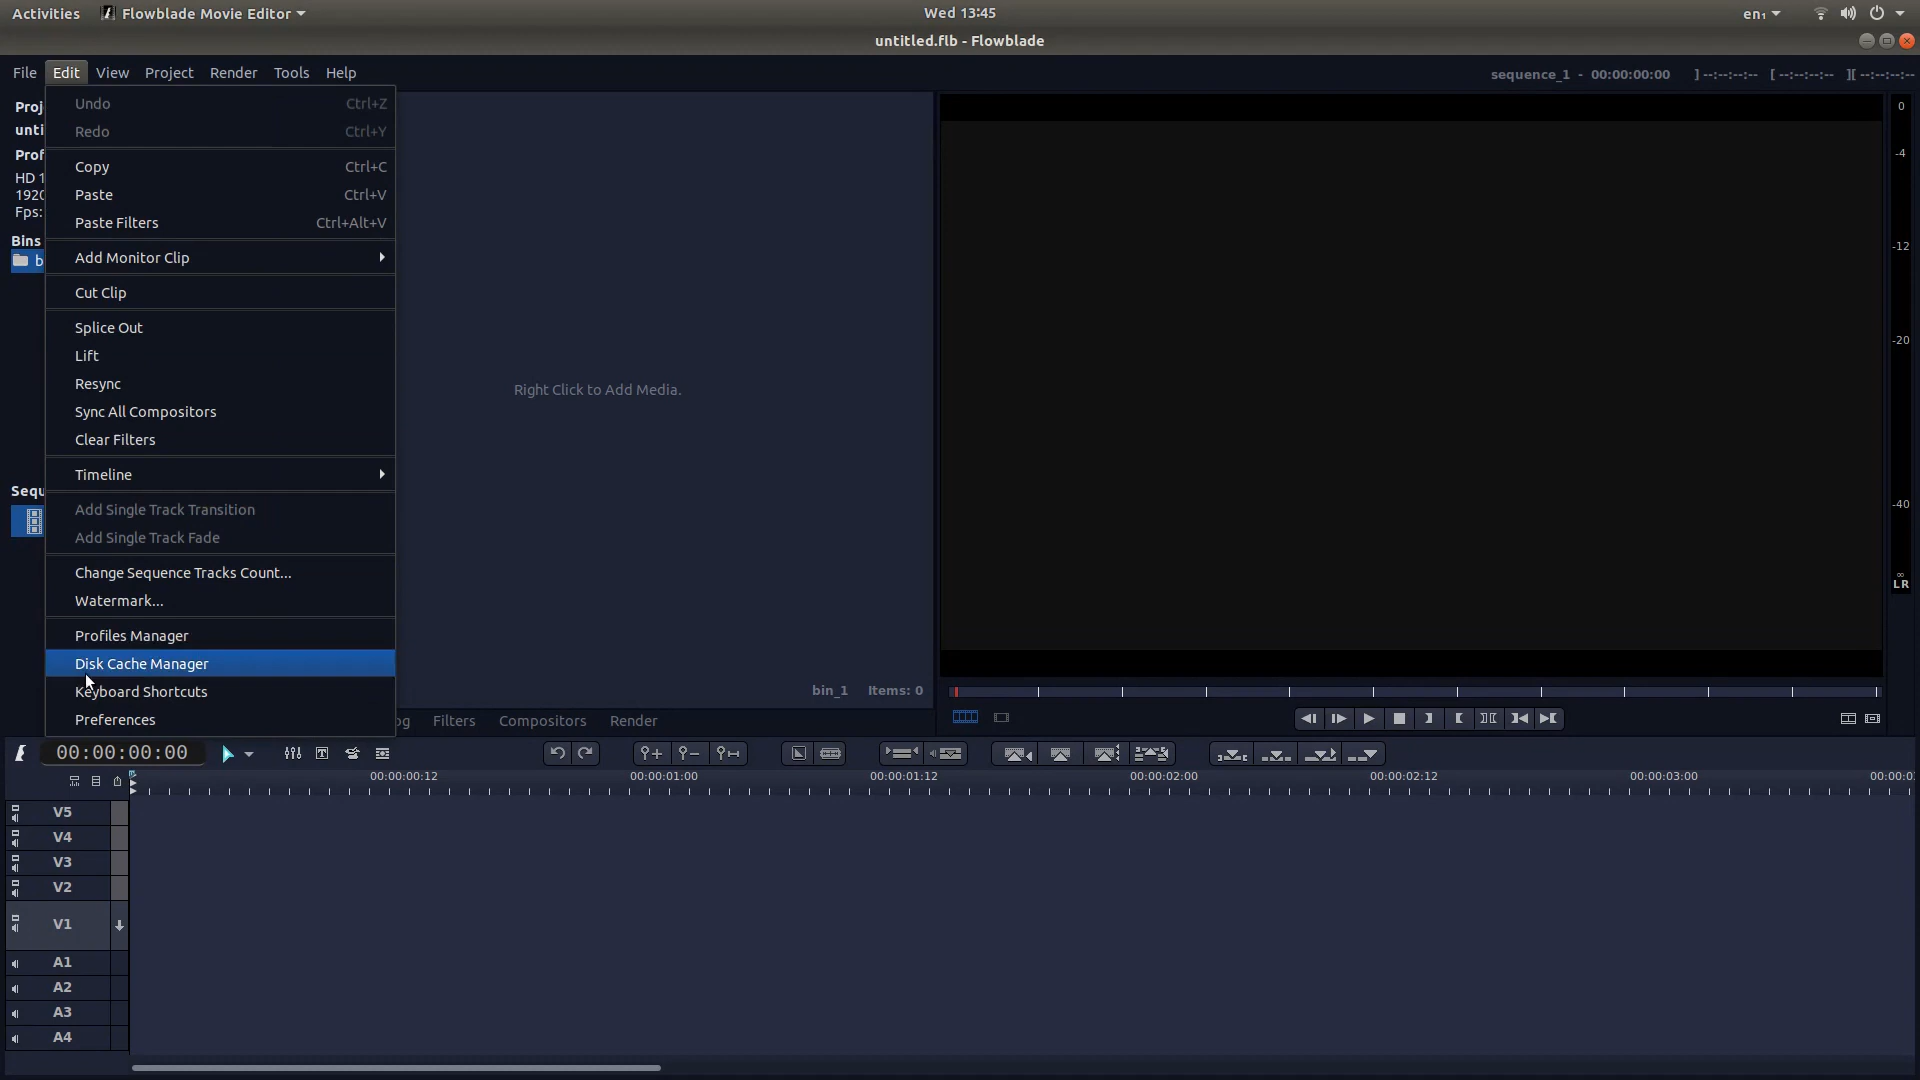 Activities Flowblade Movie Editor Wed 13:45 en₁
untitled.flb - Flowblade
File Edit View Project Render Tools Help sequence_1 - 00:00:00:00 ] --:--:--:-- [ --:--:--:-- ][ --:--:--:--
Undo Ctrl+Z
Redo Ctrl+Y
Copy Ctrl+C
Paste Ctrl+V
Paste Filters Ctrl+Alt+V
Add Monitor Clip
Cut Clip
Splice Out
Lift
Resync
Sync All Compositors
Clear Filters
Timeline
Add Single Track Transition
Add Single Track Fade
Change Sequence Tracks Count...
Watermark...
Profiles Manager
Disk Cache Manager
Keyboard Shortcuts
Preferences
Proj
unti
Prof
HD 1
1920
Fps:
Bins
b
Sequ
Right Click to Add Media.
bin_1 Items: 0
og Filters Compositors Render
0
-4
-12
-20
-40
∞
LR
00:00:00:00
00:00:00:12 00:00:01:00 00:00:01:12 00:00:02:00 00:00:02:12 00:00:03:00 00:00:0
V5
V4
V3
V2
V1
A1
A2
A3
A4